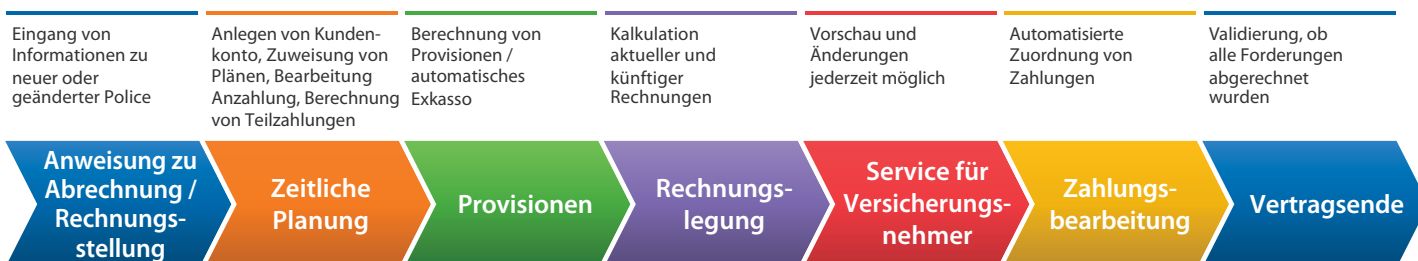 Eingang von
Informationen zu
neuer oder
geänderter Police
Anlegen von Kunden-
konto, Zuweisung von
Plänen, Bearbeitung
Anzahlung, Berechnung
von Teilzahlungen
Berechnung von
Provisionen /
automatisches
Exkasso
Kalkulation
aktueller und
künftiger
Rechnungen
Vorschau und
Änderungen
jederzeit möglich
Automatisierte
Zuordnung von
Zahlungen
Validierung, ob
alle Forderungen
abgerechnet
wurden
Anweisung zu
Abrechnung /
Rechnungs-
stellung
Zeitliche
Planung
Provisionen
Rechnungs-
legung
Service für
Versicherungs-
nehmer
Zahlungs-
bearbeitung
Vertragsende